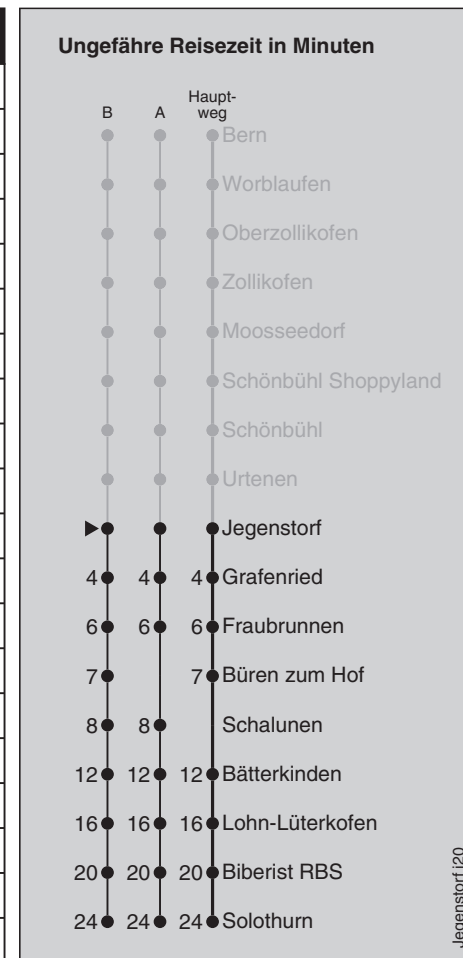 Ungefähre Reisezeit in Minuten
B A Haupt-
weg
Bern
Worblaufen
Oberzollikofen
Zollikofen
Moosseedorf
Schönbühl Shoppyland
Schönbühl
Urtenen
Jegenstorf
4 4 4 Grafenried
6 6 6 Fraubrunnen
7 7 Büren zum Hof
8 8 Schalunen
12 12 12 Bätterkinden
16 16 16 Lohn-Lüterkofen
20 20 20 Biberist RBS
24 24 24 Solothurn
Jegenstorf j20